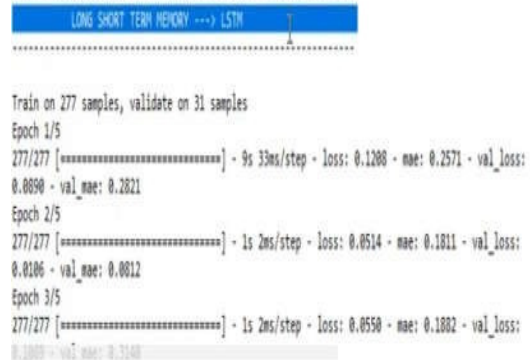 LONG SHORT TERM MEMORY ---> LSTM
------------------------------------------------------------
Train on 277 samples, validate on 31 samples
Epoch 1/5
277/277 [==============================] - 9s 33ms/step - loss: 0.1208 - mae: 0.2571 - val_loss:
0.0890 - val_mae: 0.2821
Epoch 2/5
277/277 [==============================] - 1s 2ms/step - loss: 0.0514 - mae: 0.1811 - val_loss:
0.0106 - val_mae: 0.0812
Epoch 3/5
277/277 [==============================] - 1s 2ms/step - loss: 0.0550 - mae: 0.1882 - val_loss:
val_mae: